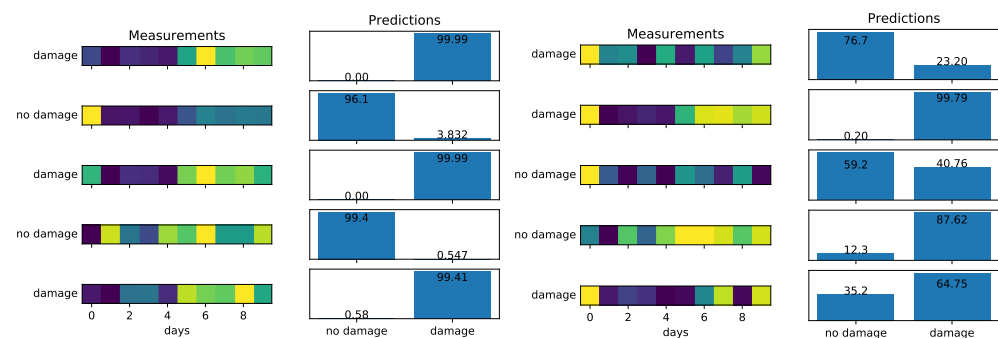 Predictions
Measurements
damage
99.99
0.00
no damage
96.1
3.832
damage
99.99
0.00
no damage
99.4
0.547
damage
99.41
0.58
0 2 4 6 8
days
no damage damage
Predictions
Measurements
damage
76.7
23.20
damage
99.79
0.20
no damage
59.2
40.76
no damage
87.62
12.3
damage
64.75
35.2
0 2 4 6 8
days
no damage damage